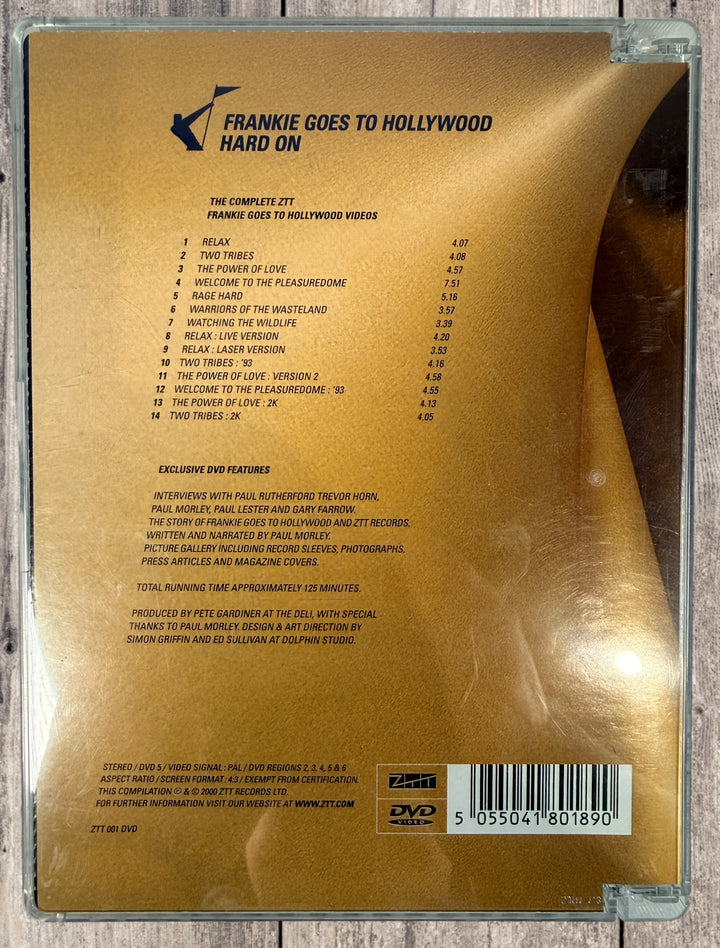 FRANKIE GOES TO HOLLYWOOD
HARD ON
THE COMPLETE ZTT
FRANKIE GOES TO HOLLYWOOD VIDEOS
1 RELAX 4.07
2 TWO TRIBES 4.08
3 THE POWER OF LOVE 4.57
4 WELCOME TO THE PLEASUREDOME 7.51
5 RAGE HARD 5.16
6 WARRIORS OF THE WASTELAND 3.57
7 WATCHING THE WILDLIFE 3.39
8 RELAX : LIVE VERSION 4.20
9 RELAX : LASER VERSION 3.53
10 TWO TRIBES : '93 4.16
11 THE POWER OF LOVE : VERSION 2 4.58
12 WELCOME TO THE PLEASUREDOME : '93 4.55
13 THE POWER OF LOVE : 2K 4.13
14 TWO TRIBES : 2K 4.05
EXCLUSIVE DVD FEATURES
INTERVIEWS WITH PAUL RUTHERFORD TREVOR HORN,
PAUL MORLEY, PAUL LESTER AND GARY FARROW.
THE STORY OF FRANKIE GOES TO HOLLYWOOD AND ZTT RECORDS.
WRITTEN AND NARRATED BY PAUL MORLEY.
PICTURE GALLERY INCLUDING RECORD SLEEVES, PHOTOGRAPHS,
PRESS ARTICLES AND MAGAZINE COVERS.
TOTAL RUNNING TIME APPROXIMATELY 125 MINUTES.
PRODUCED BY PETE GARDINER AT THE DELI, WITH SPECIAL
THANKS TO PAUL MORLEY. DESIGN & ART DIRECTION BY
SIMON GRIFFIN AND ED SULLIVAN AT DOLPHIN STUDIO.
STEREO / DVD 5 / VIDEO SIGNAL : PAL / DVD REGIONS 2, 3, 4, 5 & 6
ASPECT RATIO / SCREEN FORMAT : 4:3 / EXEMPT FROM CERTIFICATION.
THIS COMPILATION ℗ & © 2000 ZTT RECORDS LTD.
FOR FURTHER INFORMATION VISIT OUR WEBSITE AT WWW.ZTT.COM
ZTT 001 DVD
ZTT
DVD
VIDEO
5 055041 801890